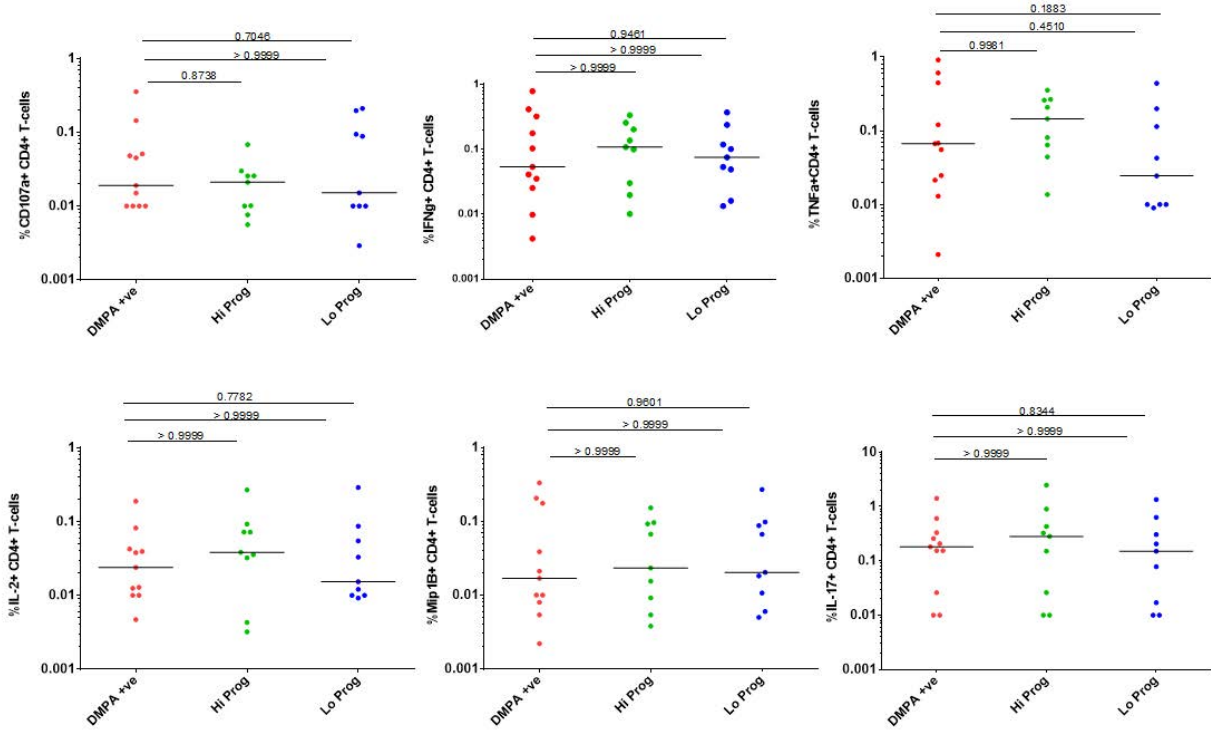 0.7046
> 0.9999
0.8738
%CD107a+ CD4+ T-cells
1
0.1
0.01
0.001
DMPA +ve
Hi Prog
Lo Prog
0.9461
> 0.9999
> 0.9999
%IFNg+ CD4+ T-cells
1
0.1
0.01
0.001
DMPA +ve
Hi Prog
Lo Prog
0.1883
0.4510
0.9981
%TNFa+CD4+ T-cells
1
0.1
0.01
0.001
DMPA +ve
Hi Prog
Lo Prog
0.7782
> 0.9999
> 0.9999
%IL-2+ CD4+ T-cells
1
0.1
0.01
0.001
DMPA +ve
Hi Prog
Lo Prog
0.9601
> 0.9999
> 0.9999
%Mip1B+ CD4+ T-cells
1
0.1
0.01
0.001
DMPA +ve
Hi Prog
Lo Prog
0.8344
> 0.9999
> 0.9999
%IL-17+ CD4+ T-cells
10
1
0.1
0.01
0.001
DMPA +ve
Hi Prog
Lo Prog